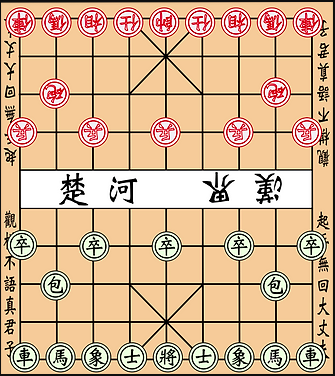 俥傌相仕帥仕相傌俥
炮炮
兵兵兵兵兵
起手無回大丈夫
觀棋不語真君子
楚河
漢界
觀棋不語真君子
起手無回大丈夫
卒卒卒卒卒
包包
車馬象士將士象馬車